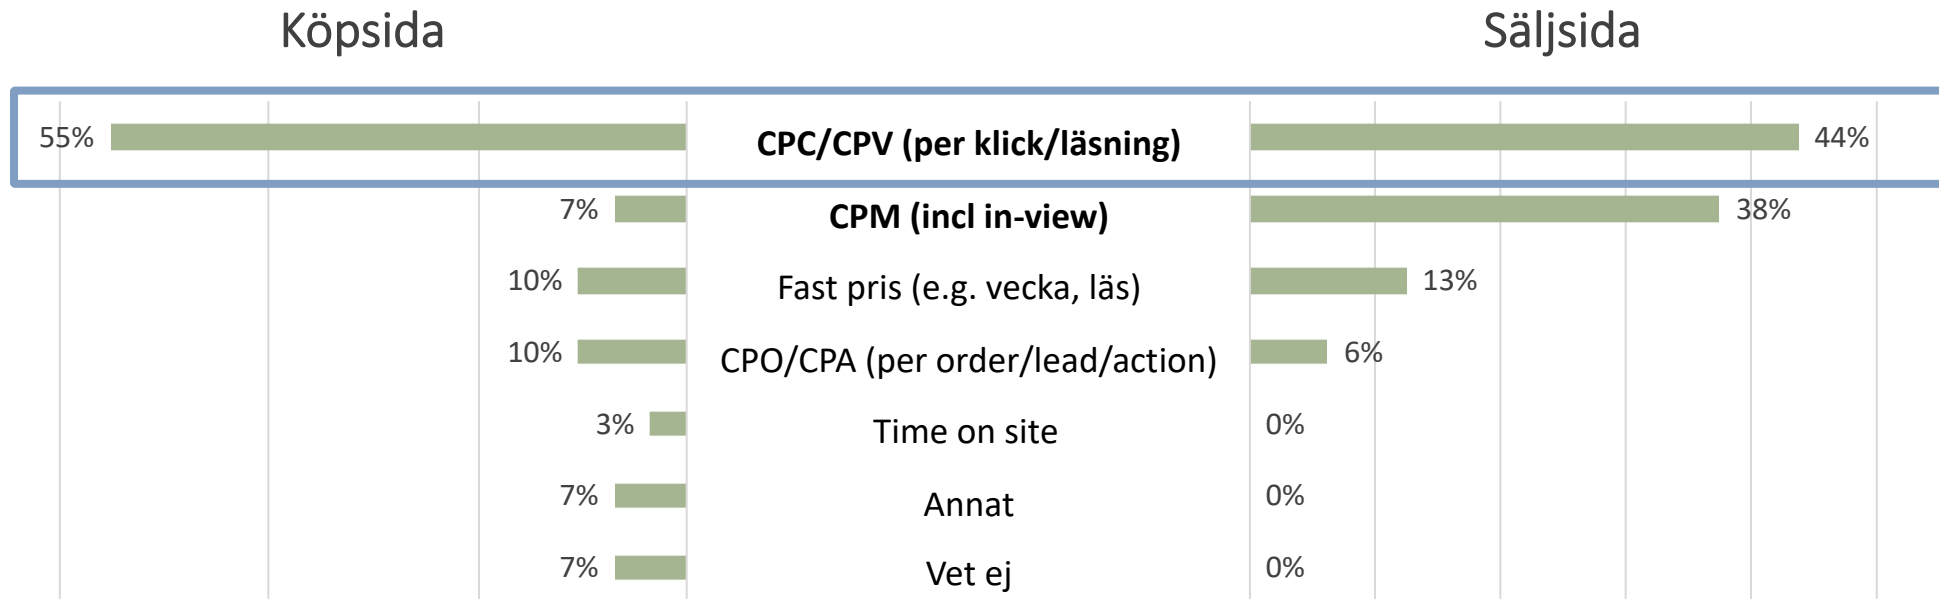 Köpsida Säljsida
55% CPC/CPV (per klick/läsning) 44%
7% CPM (incl in-view) 38%
10% Fast pris (e.g. vecka, läs) 13%
10% CPO/CPA (per order/lead/action) 6%
3% Time on site 0%
7% Annat 0%
7% Vet ej 0%